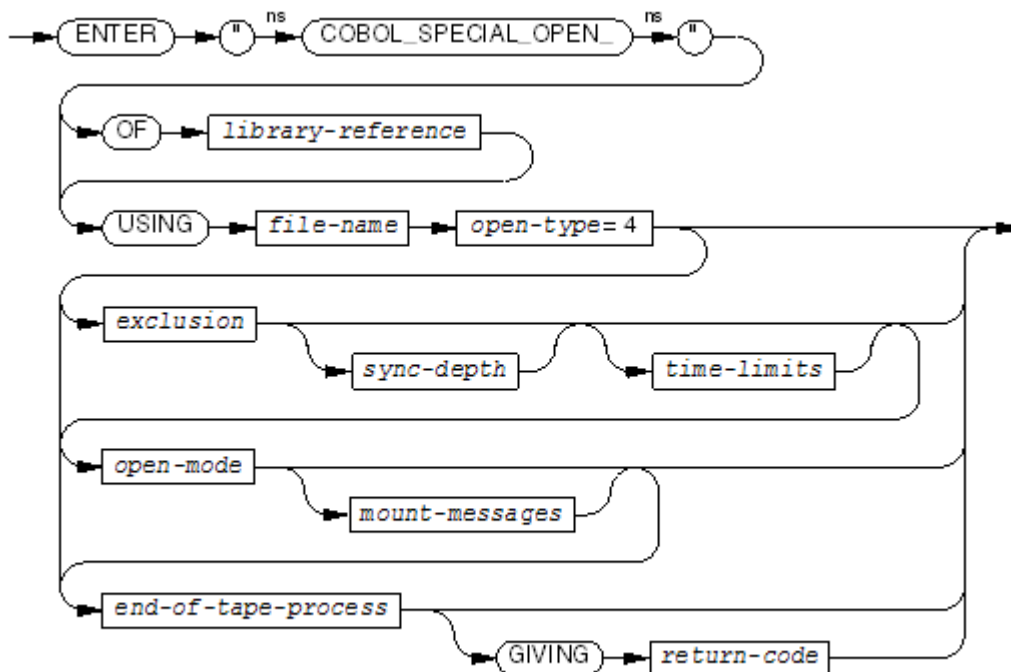 ns ns
ENTER " COBOL_SPECIAL_OPEN_ "
OF library-reference
USING file-name open-type= 4
exclusion
sync-depth time-limits
open-mode
mount-messages
end-of-tape-process
GIVING return-code